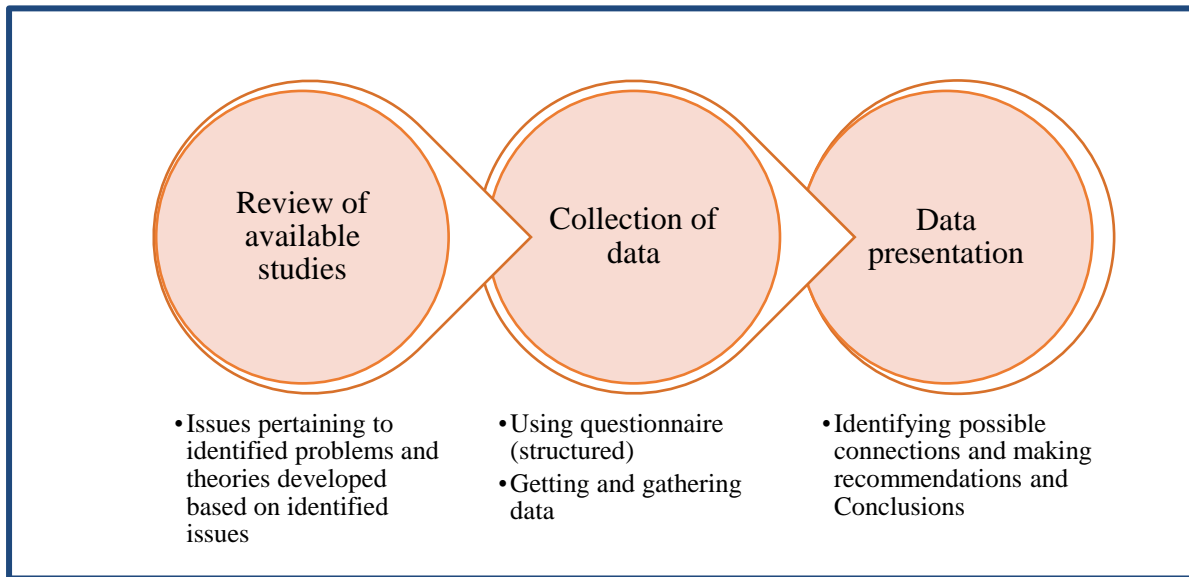 Review of
available
studies
•Issues pertaining to
identified problems and
theories developed
based on identified
issues
Collection of
data
•Using questionnaire
(structured)
•Getting and gathering
data
Data
presentation
•Identifying possible
connections and making
recommendations and
Conclusions